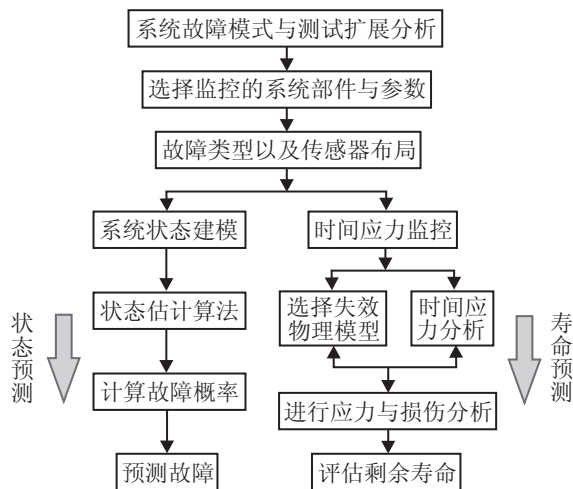 系统故障模式与测试扩展分析
选择监控的系统部件与参数
故障类型以及传感器布局
系统状态建模
时间应力监控
状态估计算法
选择失效
物理模型
时间应
力分析
状态预测
寿命预测
计算故障概率
进行应力与损伤分析
预测故障
评估剩余寿命